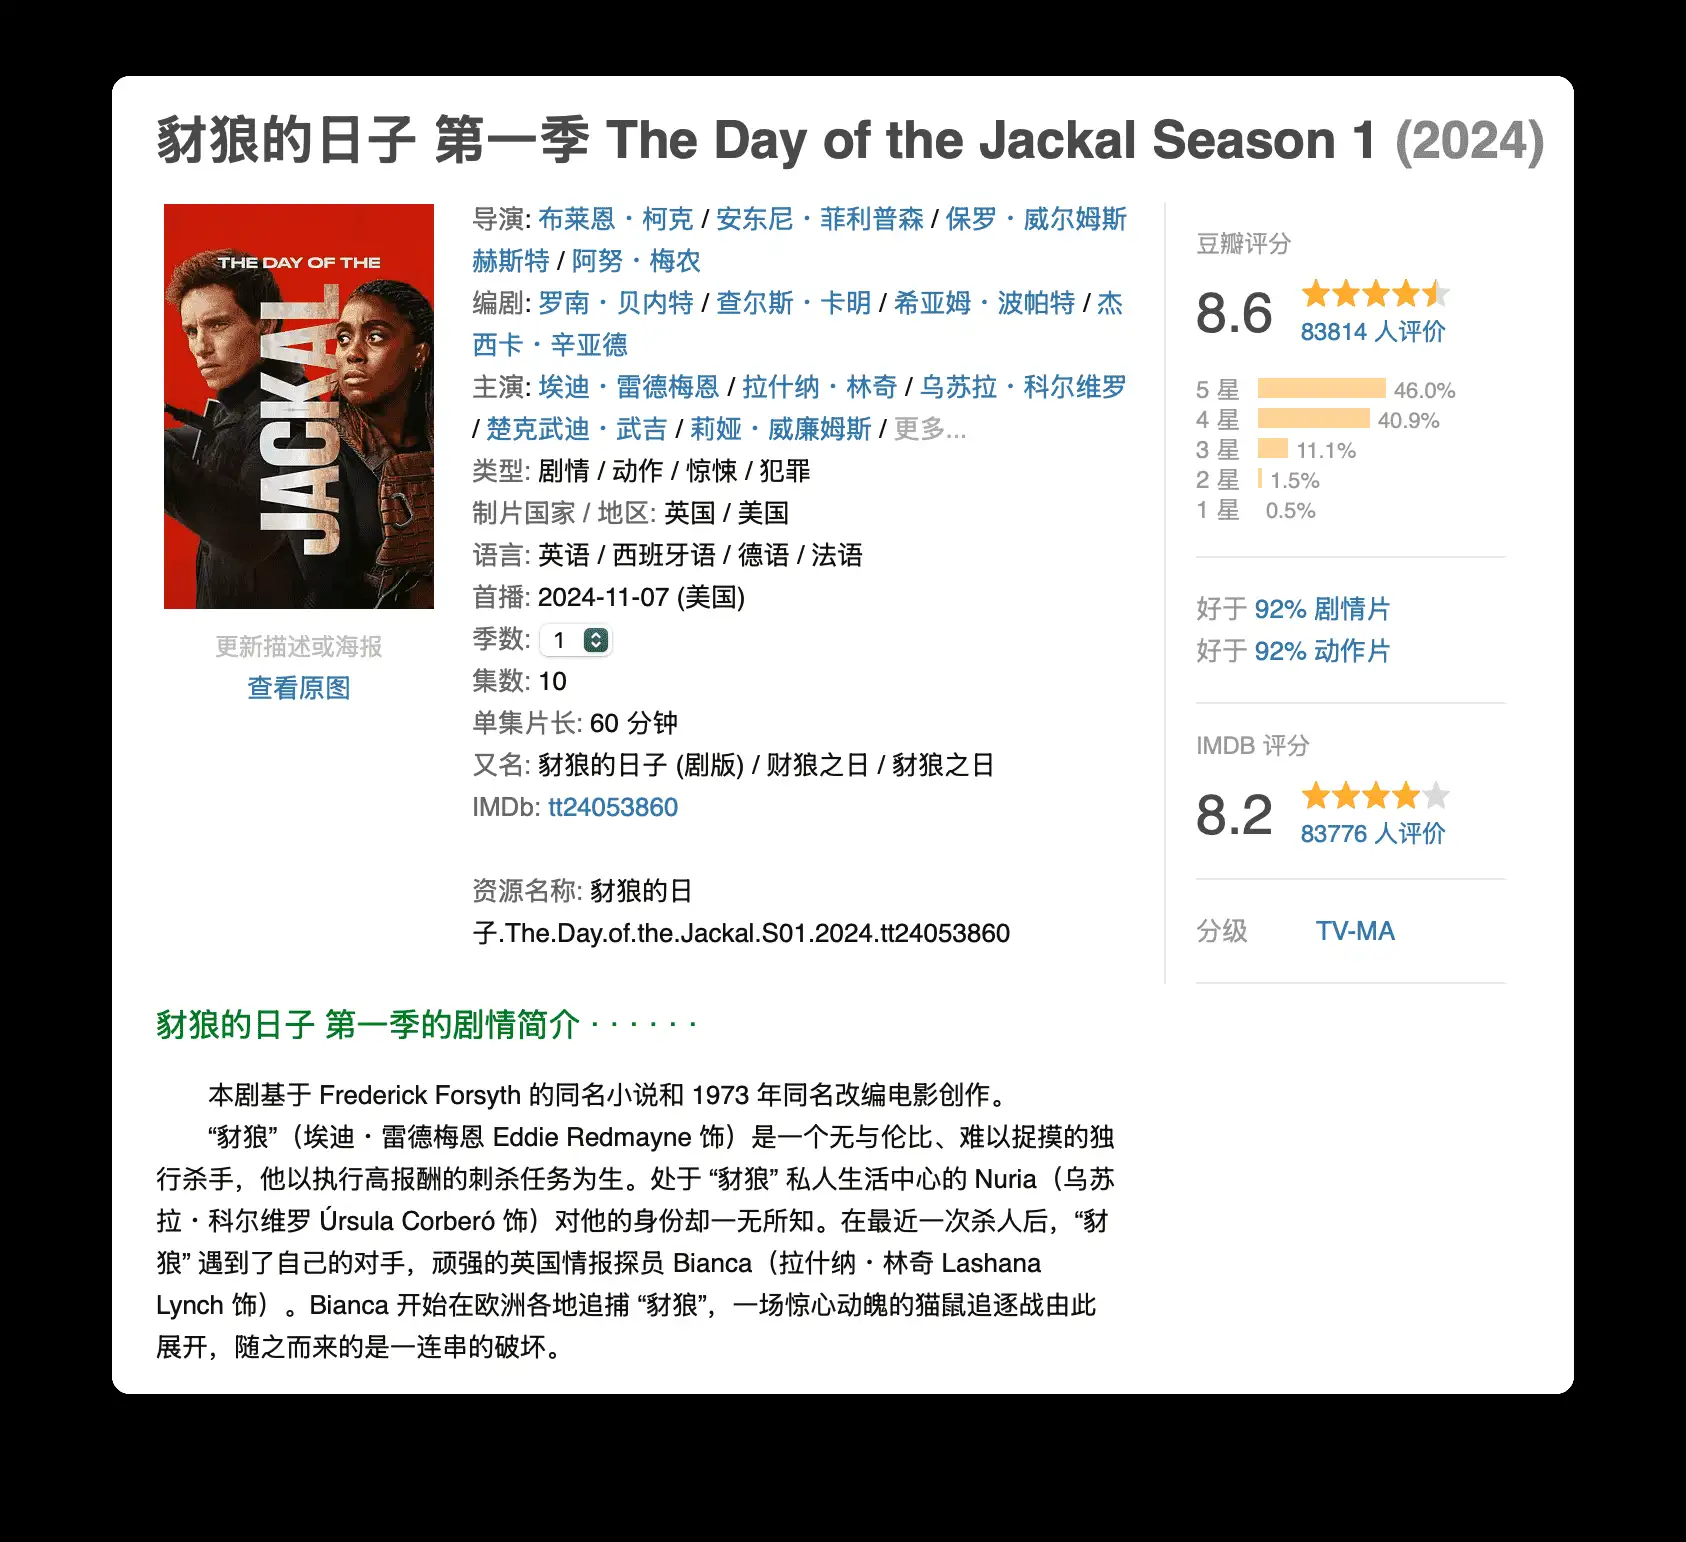 豺狼的日子 第一季 The Day of the Jackal Season 1 (2024)
THE DAY OF THE
JACKAL
更新描述或海报
查看原图
导演: 布莱恩・柯克 / 安东尼・菲利普森 / 保罗・威尔姆斯
赫斯特 / 阿努・梅农
编剧: 罗南・贝内特 / 查尔斯・卡明 / 希亚姆・波帕特 / 杰
西卡・辛亚德
主演: 埃迪・雷德梅恩 / 拉什纳・林奇 / 乌苏拉・科尔维罗
/ 楚克武迪・武吉 / 莉娅・威廉姆斯 / 更多...
类型: 剧情 / 动作 / 惊悚 / 犯罪
制片国家 / 地区: 英国 / 美国
语言: 英语 / 西班牙语 / 德语 / 法语
首播: 2024-11-07 (美国)
季数: 1
集数: 10
单集片长: 60 分钟
又名: 豺狼的日子 (剧版) / 财狼之日 / 豺狼之日
IMDb: tt24053860
资源名称: 豺狼的日
子.The.Day.of.the.Jackal.S01.2024.tt24053860
豆瓣评分
8.6
83814 人评价
5 星 46.0%
4 星 40.9%
3 星 11.1%
2 星 1.5%
1 星 0.5%
好于 92% 剧情片
好于 92% 动作片
IMDB 评分
8.2
83776 人评价
分级 TV-MA
豺狼的日子 第一季的剧情简介 · · · · · ·
本剧基于 Frederick Forsyth 的同名小说和 1973 年同名改编电影创作。
“豺狼”（埃迪・雷德梅恩 Eddie Redmayne 饰）是一个无与伦比、难以捉摸的独
行杀手，他以执行高报酬的刺杀任务为生。处于 “豺狼” 私人生活中心的 Nuria（乌苏
拉・科尔维罗 Úrsula Corberó 饰）对他的身份却一无所知。在最近一次杀人后，“豺
狼” 遇到了自己的对手，顽强的英国情报探员 Bianca（拉什纳・林奇 Lashana
Lynch 饰）。Bianca 开始在欧洲各地追捕 “豺狼”，一场惊心动魄的猫鼠追逐战由此
展开，随之而来的是一连串的破坏。